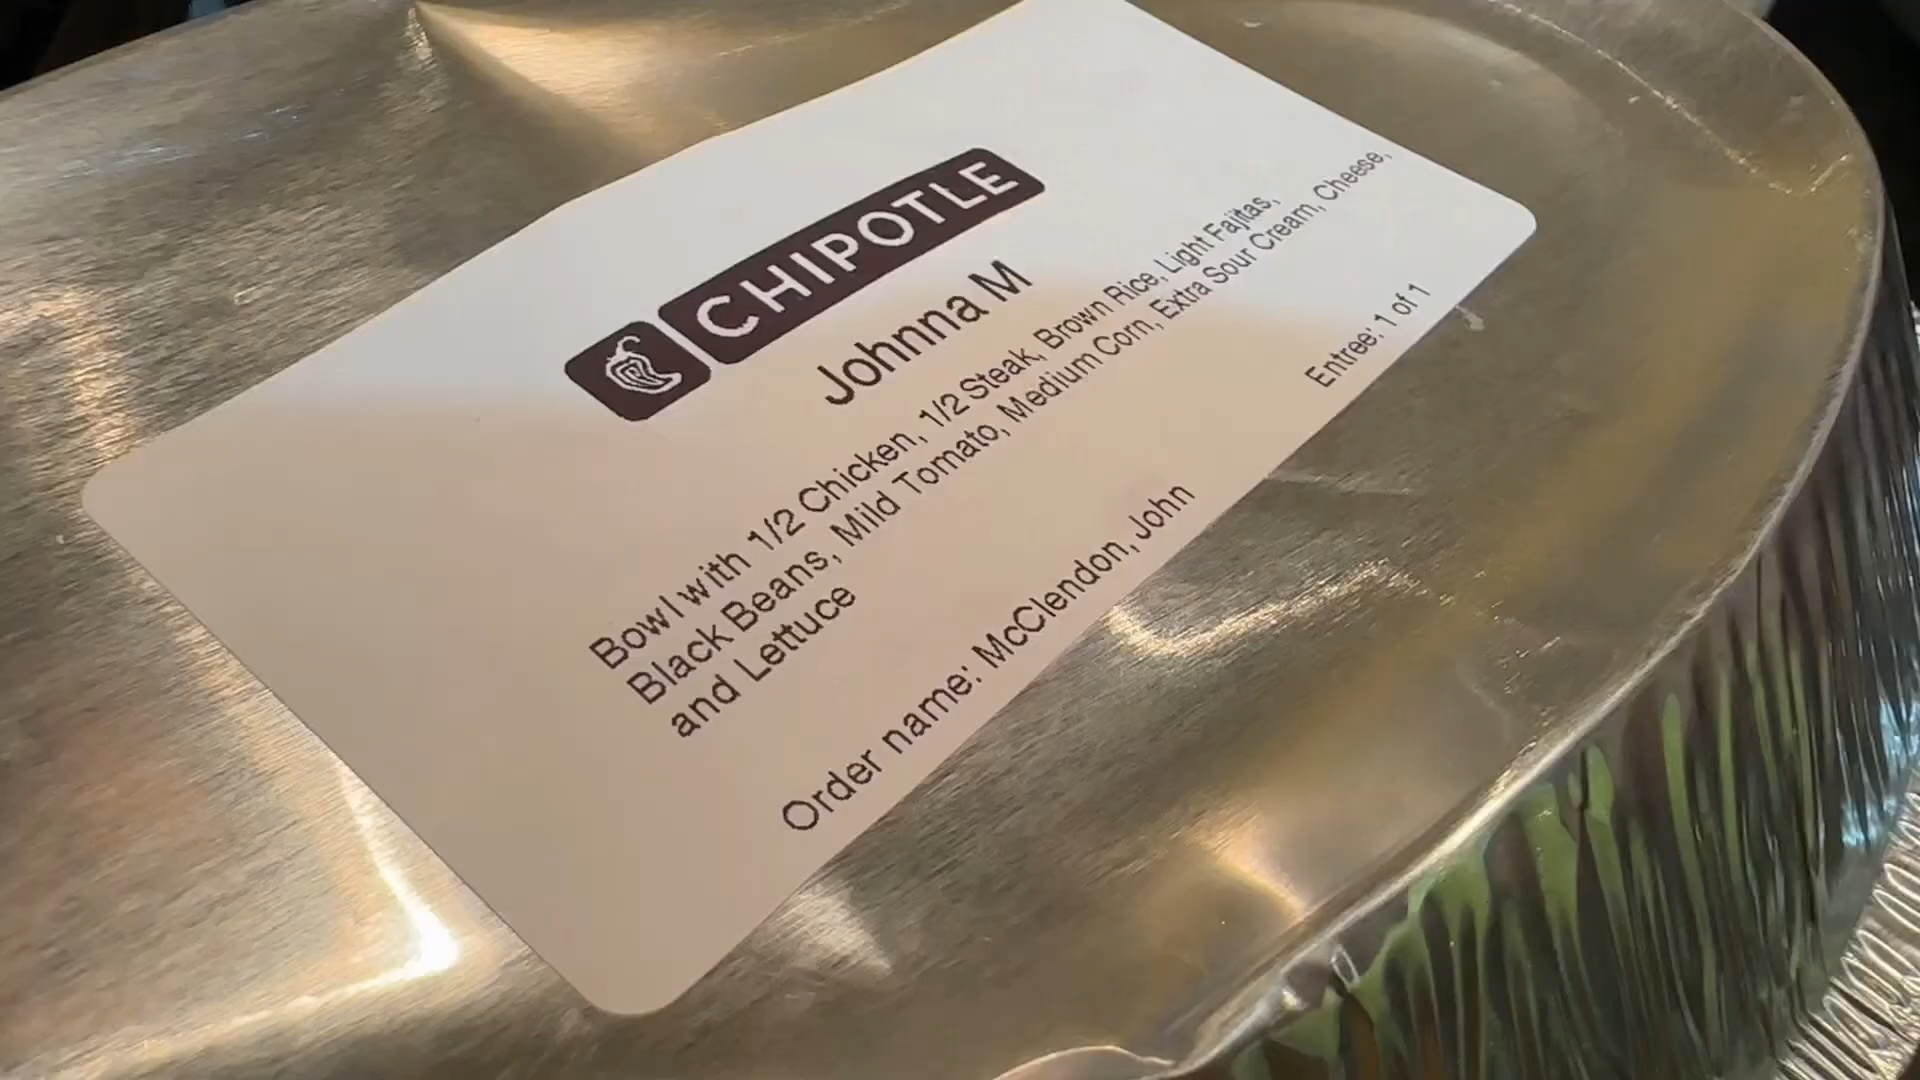 CHIPOTLE
Johnna M
Bowl with 1/2 Chicken, 1/2 Steak, Brown Rice, Light Fajitas,
Black Beans, Mild Tomato, Medium Corn, Extra Sour Cream, Cheese,
and Lettuce
Entree: 1 of 1
Order name: McClendon, John